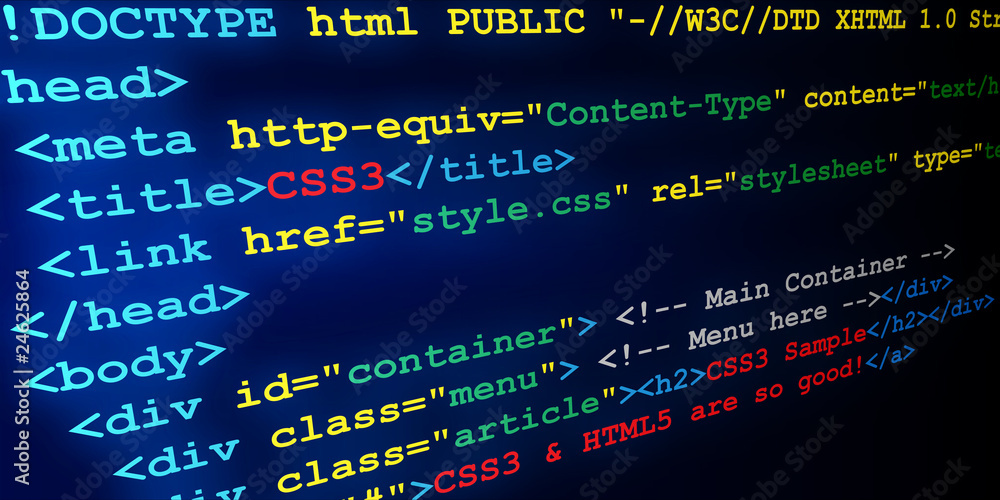 !DOCTYPE html PUBLIC "-//W3C//DTD XHTML 1.0
head>
<meta http-equiv="Content-Type" content="text/h
<title>CSS3</title>
<link href="style.css" rel="stylesheet" type="te
</head>
<body>
<div id="container"> <!-- Main Container -->
<div class="menu"> <!-- Menu here --></div>
div class="article"><h2>CSS3 Sample</h2></div>
="#">CSS3 & HTML5 are so good!</a>
Adobe Stock | #24625864
Adobe Stock